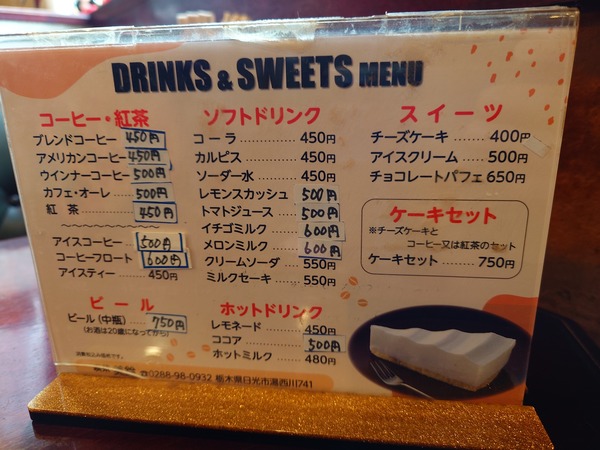 DRINKS & SWEETS MENU
コーヒー・紅茶
ブレンドコーヒー 450円
アメリカンコーヒー 450円
ウインナーコーヒー 500円
カフェ・オーレ ...... 500円
紅 茶 ............ 450円
アイスコーヒー ...... 500円
コーヒーフロート 600円
アイスティー ...... 450円
ビール
ビール(中瓶) ...... 750円
(お酒は20歳になってから)
ソフトドリンク
コーラ ............ 450円
カルピス ............ 450円
ソーダー水 ......... 450円
レモンスカッシュ 500円
トマトジュース ...... 500円
イチゴミルク ...... 600円
メロンミルク ...... 600円
クリームソーダ ...... 550円
ミルクセーキ ...... 550円
ホットドリンク
レモネード ......... 450円
ココア ............ 500円
ホットミルク ...... 480円
スイーツ
チーズケーキ ......... 400円
アイスクリーム ...... 500円
チョコレートパフェ 650円
ケーキセット
※チーズケーキと
コーヒー又は紅茶のセット
ケーキセット ......... 750円
☎0288-98-0932 栃木県日光市湯西川741